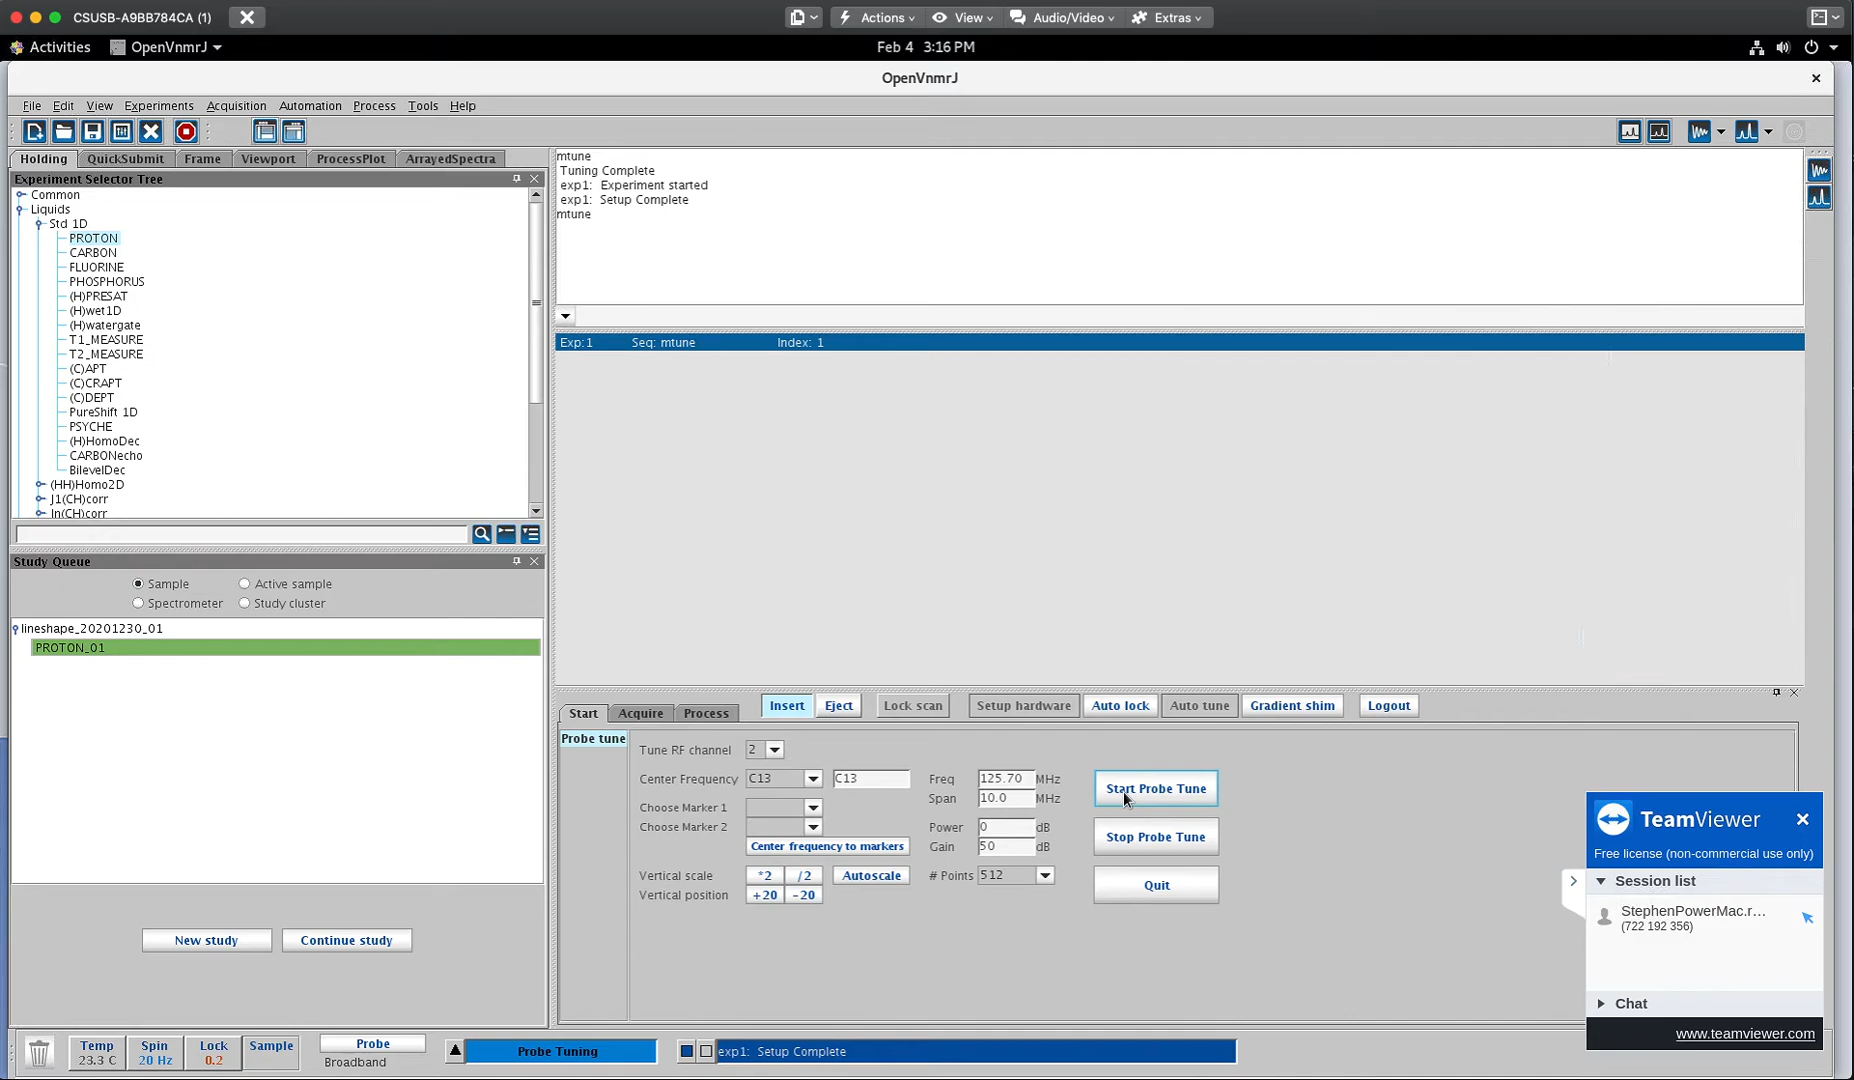 CSUSB-A9BB784CA (1)
Actions
View
Audio/Video
Extras
Activities
OpenVnmrJ
Feb 4 3:16 PM
OpenVnmrJ
File Edit View Experiments Acquisition Automation Process Tools Help
Holding QuickSubmit Frame Viewport ProcessPlot ArrayedSpectra
Experiment Selector Tree
Common
Liquids
Std 1D
PROTON
CARBON
FLUORINE
PHOSPHORUS
(H)PRESAT
(H)wet1D
(H)watergate
T1_MEASURE
T2_MEASURE
(C)APT
(C)CRAPT
(C)DEPT
PureShift 1D
PSYCHE
(H)HomoDec
CARBONecho
BilevelDec
(HH)Homo2D
J1(CH)corr
In(CH)corr
mtune
Tuning Complete
exp1: Experiment started
exp1: Setup Complete
mtune
Exp:1 Seq: mtune Index: 1
Study Queue
Sample Active sample
Spectrometer Study cluster
lineshape_20201230_01
PROTON_01
New study Continue study
Start Acquire Process
Insert Eject Lock scan Setup hardware Auto lock Auto tune Gradient shim Logout
Probe tune
Tune RF channel 2
Center Frequency C13 C13
Choose Marker 1
Choose Marker 2
Center frequency to markers
Vertical scale *2 /2 Autoscale
Vertical position +20 -20
Freq 125.70 MHz
Span 10.0 MHz
Power 0 dB
Gain 50 dB
# Points 512
Start Probe Tune
Stop Probe Tune
Quit
TeamViewer
Free license (non-commercial use only)
Session list
StephenPowerMac.r...
(722 192 356)
Chat
www.teamviewer.com
Temp
23.3 C
Spin
20 Hz
Lock
0.2
Sample
Probe
Broadband
Probe Tuning
exp1: Setup Complete